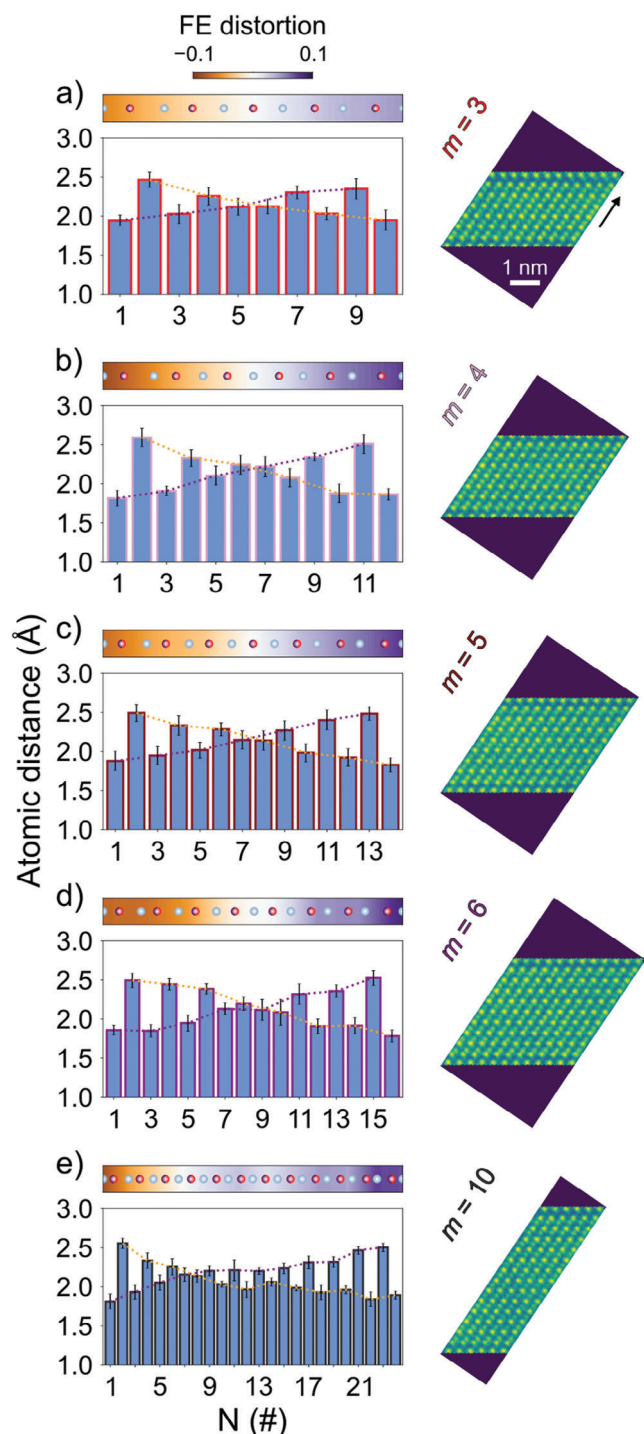 FE distortion
−0.1 0.1
a)
3.0
2.5
2.0
1.5
1.0
1 3 5 7 9
m = 3
1 nm
b)
3.0
2.5
2.0
1.5
1.0
1 3 5 7 9 11
m = 4
c)
3.0
2.5
2.0
1.5
1.0
1 3 5 7 9 11 13
m = 5
Atomic distance (Å)
d)
3.0
2.5
2.0
1.5
1.0
1 3 5 7 9 11 13 15
m = 6
e)
3.0
2.5
2.0
1.5
1.0
1 5 9 13 17 21
m = 10
N (#)